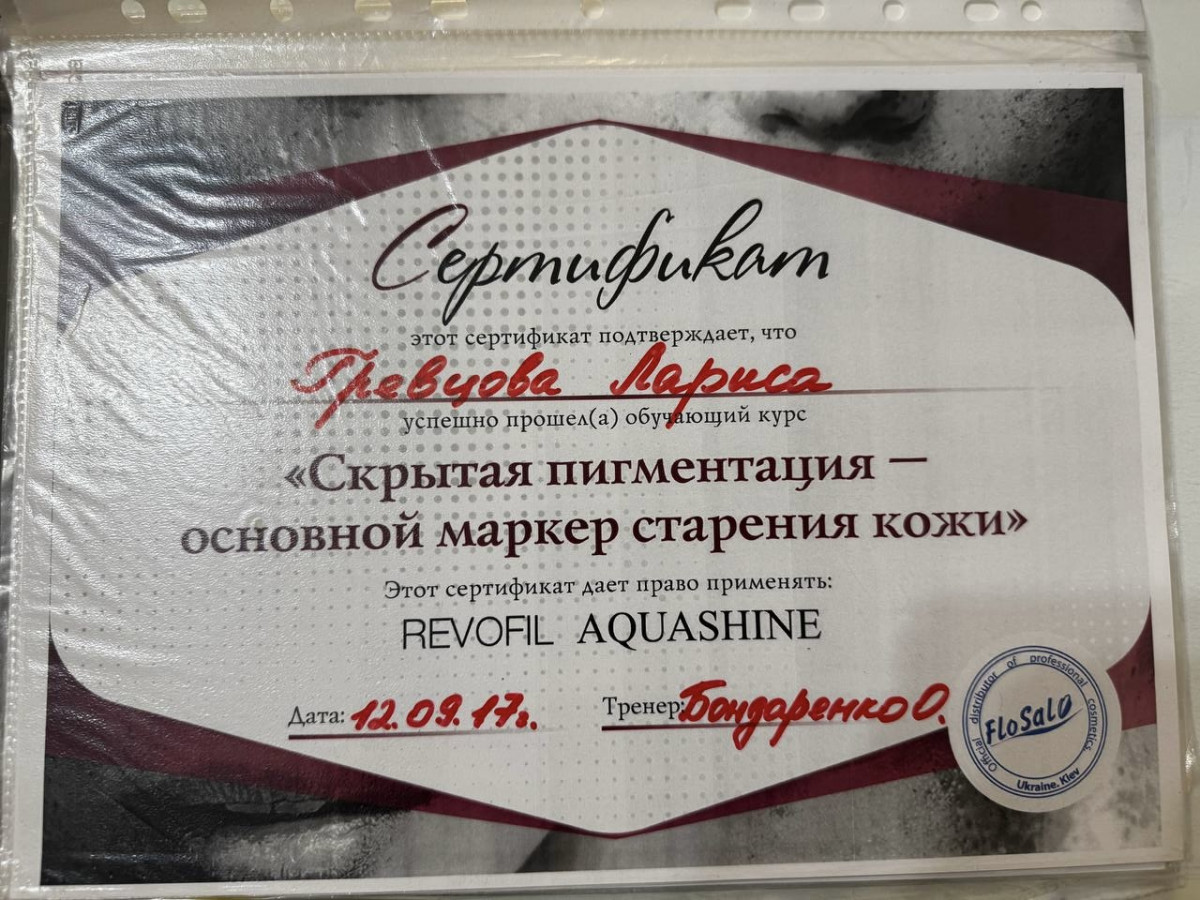 Сертификат
этот сертификат подтверждает, что
Гревцова Лариса
успешно прошел(а) обучающий курс
«Скрытая пигментация —
основной маркер старения кожи»
Этот сертификат дает право применять:
REVOFIL AQUASHINE
Дата: 12.09.17г.
Тренер: Бондаренко О.
Official distributor of professional cosmetics
FloSalo
Ukraine. Kiev